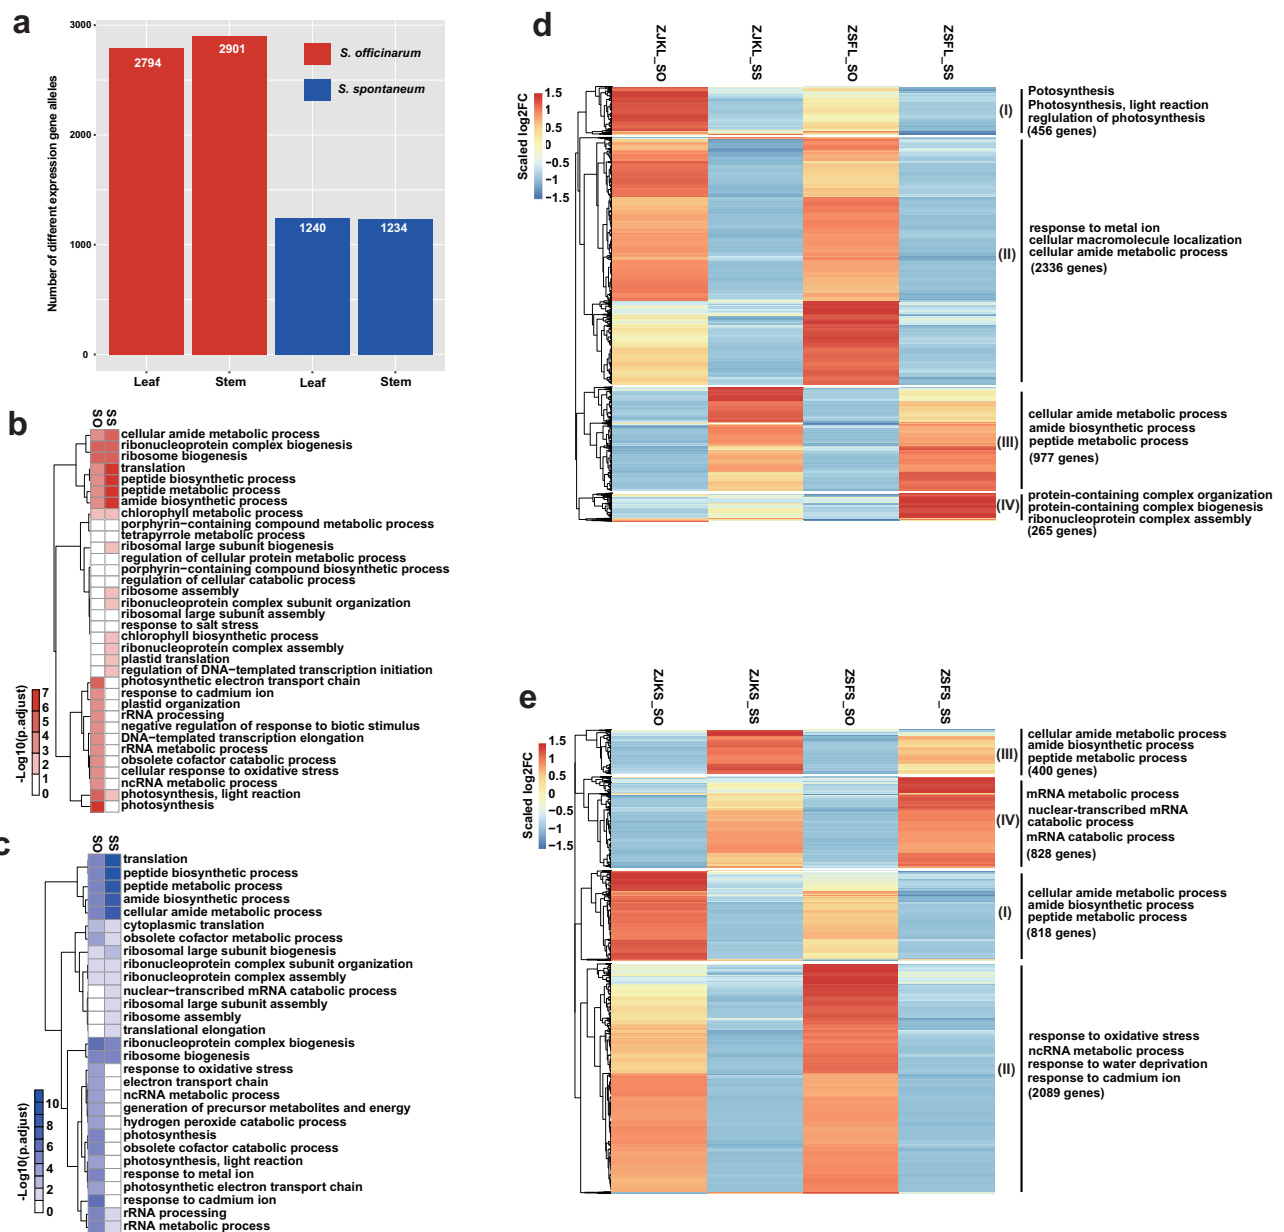 a
Number of different expression gene alleles
3000
2000
1000
0
2794
2901
1240
1234
S. officinarum
S. spontaneum
Leaf
Stem
Leaf
Stem
b
SO
SS
cellular amide metabolic process
ribonucleoprotein complex biogenesis
ribosome biogenesis
translation
peptide biosynthetic process
peptide metabolic process
amide biosynthetic process
chlorophyll metabolic process
porphyrin−containing compound metabolic process
tetrapyrrole metabolic process
ribosomal large subunit biogenesis
regulation of cellular protein metabolic process
porphyrin−containing compound biosynthetic process
regulation of cellular catabolic process
ribosome assembly
ribonucleoprotein complex subunit organization
ribosomal large subunit assembly
response to salt stress
chlorophyll biosynthetic process
ribonucleoprotein complex assembly
plastid translation
regulation of DNA−templated transcription initiation
photosynthetic electron transport chain
response to cadmium ion
plastid organization
rRNA processing
negative regulation of response to biotic stimulus
DNA−templated transcription elongation
rRNA metabolic process
obsolete cofactor catabolic process
cellular response to oxidative stress
ncRNA metabolic process
photosynthesis, light reaction
photosynthesis
-Log10(p.adjust)
7
6
5
4
3
2
1
0
c
SO
SS
translation
peptide biosynthetic process
peptide metabolic process
amide biosynthetic process
cellular amide metabolic process
cytoplasmic translation
obsolete cofactor metabolic process
ribosomal large subunit biogenesis
ribonucleoprotein complex subunit organization
ribonucleoprotein complex assembly
nuclear−transcribed mRNA catabolic process
ribosomal large subunit assembly
ribosome assembly
translational elongation
ribonucleoprotein complex biogenesis
ribosome biogenesis
response to oxidative stress
electron transport chain
ncRNA metabolic process
generation of precursor metabolites and energy
hydrogen peroxide catabolic process
photosynthesis
obsolete cofactor catabolic process
photosynthesis, light reaction
response to metal ion
photosynthetic electron transport chain
response to cadmium ion
rRNA processing
rRNA metabolic process
-Log10(p.adjust)
10
8
6
4
2
0
d
ZJKL_SO
ZJKL_SS
ZSFL_SO
ZSFL_SS
Scaled log2FC
1.5
1
0.5
0
−0.5
−1
−1.5
(I)
Potosynthesis
Photosynthesis, light reaction
reglulation of photosynthesis
(456 genes)
(II)
response to metal ion
cellular macromolecule localization
cellular amide metabolic process
(2336 genes)
(III)
cellular amide metabolic process
amide biosynthetic process
peptide metabolic process
(977 genes)
(IV)
protein-containing complex organization
protein-containing complex biogenesis
ribonucleoprotein complex assembly
(265 genes)
e
ZJKS_SO
ZJKS_SS
ZSFS_SO
ZSFS_SS
Scaled log2FC
1.5
1
0.5
0
−0.5
−1
−1.5
(III)
cellular amide metabolic process
amide biosynthetic process
peptide metabolic process
(400 genes)
(IV)
mRNA metabolic process
nuclear-transcribed mRNA
catabolic process
mRNA catabolic process
(828 genes)
(I)
cellular amide metabolic process
amide biosynthetic process
peptide metabolic process
(818 genes)
(II)
response to oxidative stress
ncRNA metabolic process
response to water deprivation
response to cadmium ion
(2089 genes)